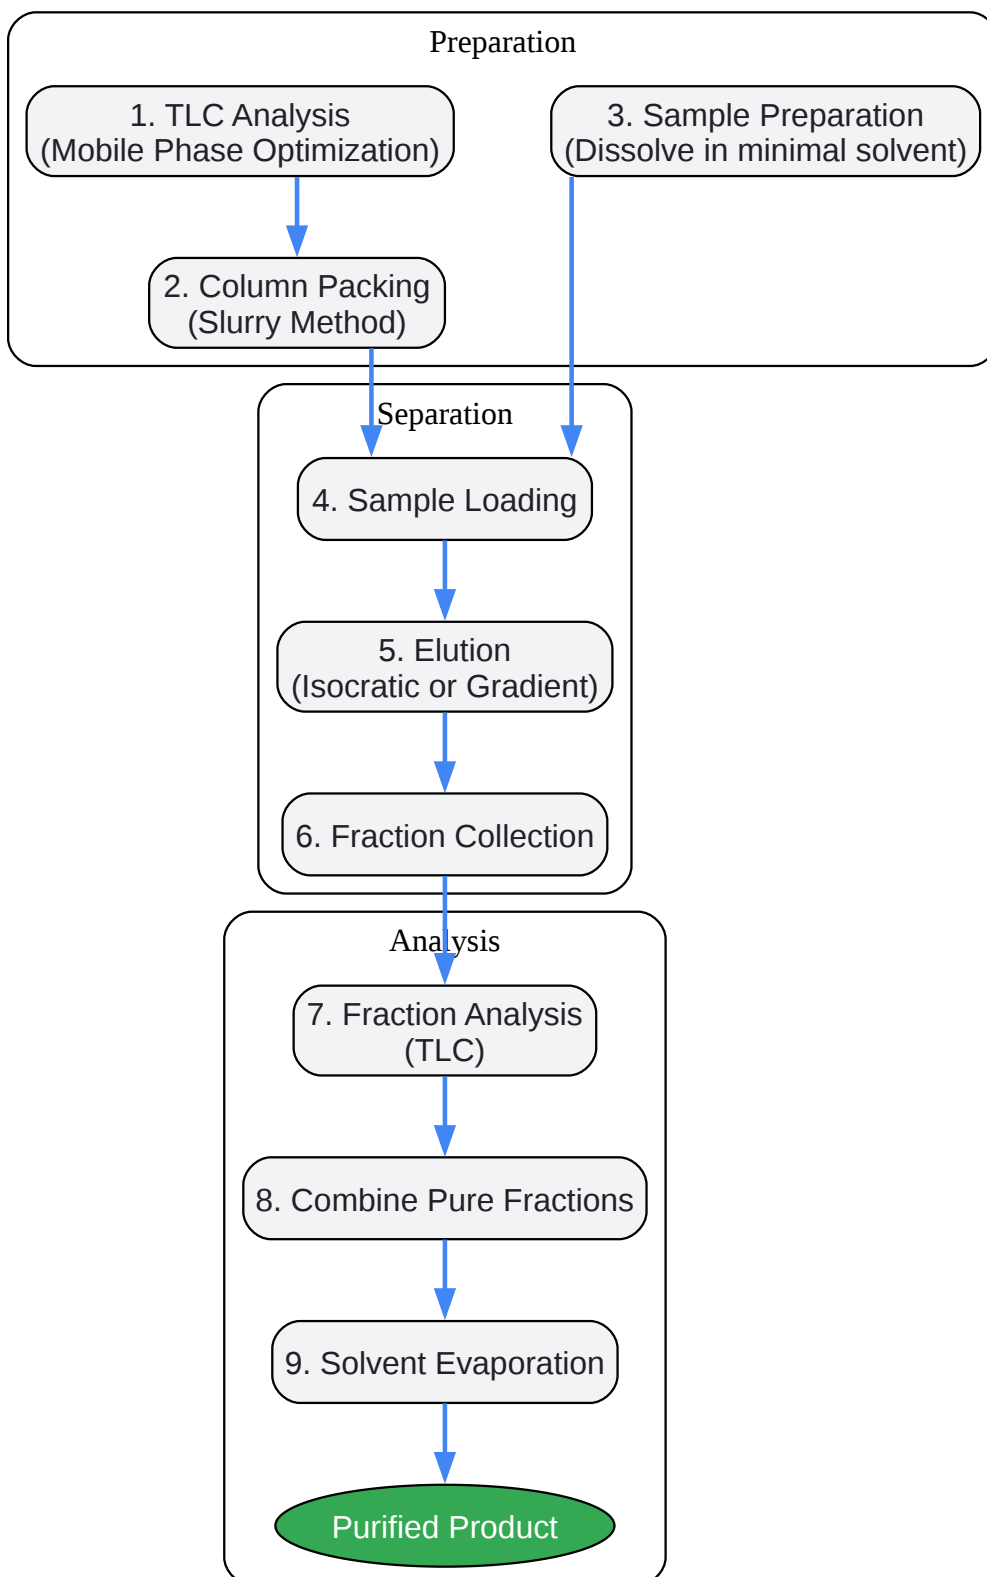 Preparation
1. TLC Analysis
(Mobile Phase Optimization)
3. Sample Preparation
(Dissolve in minimal solvent)
2. Column Packing
(Slurry Method)
Separation
4. Sample Loading
5. Elution
(Isocratic or Gradient)
6. Fraction Collection
Analysis
7. Fraction Analysis
(TLC)
8. Combine Pure Fractions
9. Solvent Evaporation
Purified Product